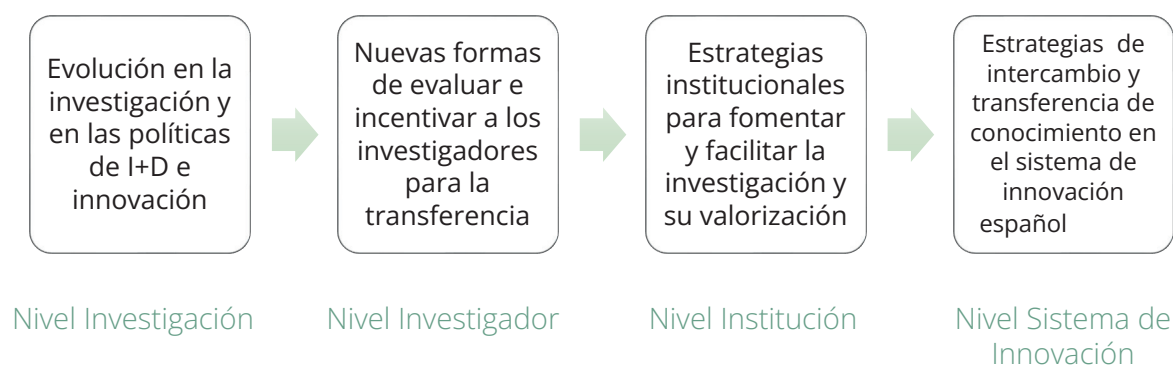 Evolución en la
investigación y
en las políticas
de I+D e
innovación
Nuevas formas
de evaluar e
incentivar a los
investigadores
para la
transferencia
Estrategias
institucionales
para fomentar
y facilitar la
investigación y
su valorización
Estrategias de
intercambio y
transferencia de
conocimiento en
el sistema de
innovación
español
Nivel Investigación
Nivel Investigador
Nivel Institución
Nivel Sistema de
Innovación